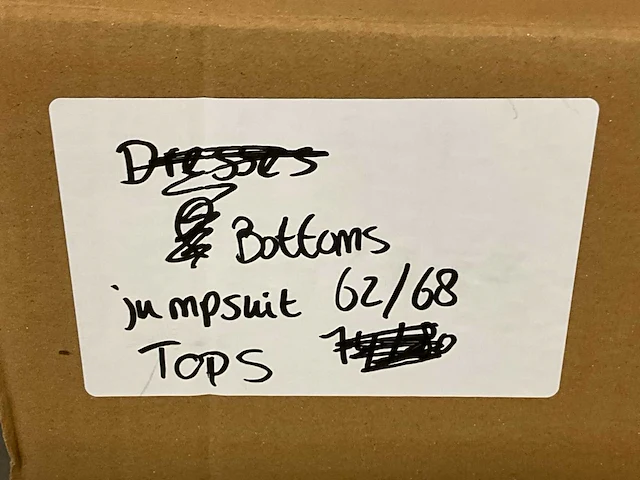 Dresses
Bottoms
jumpsuit 62/68
Tops